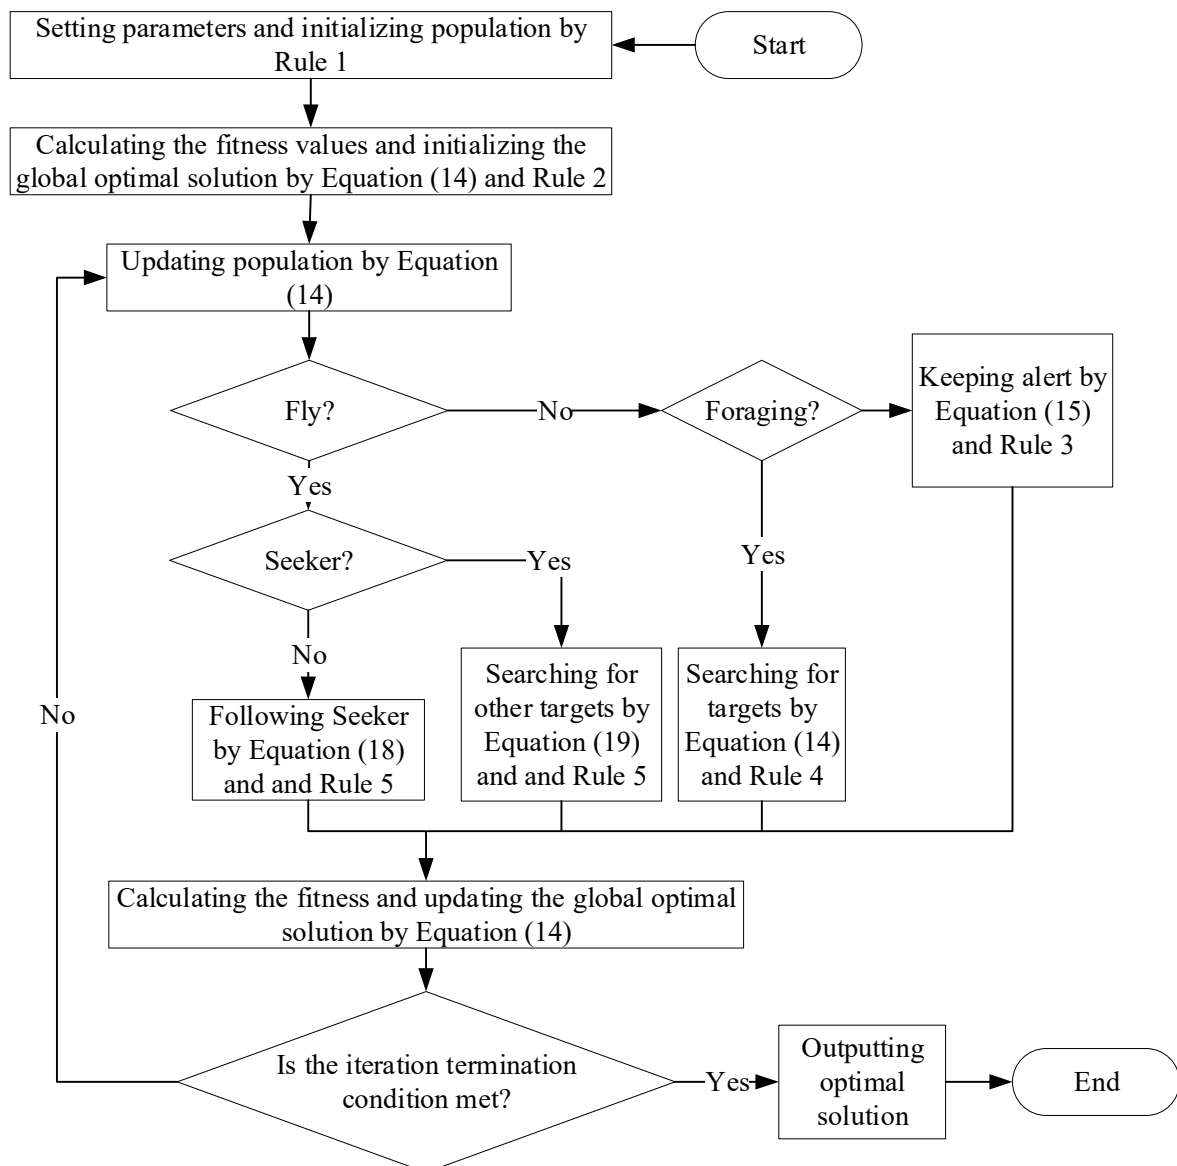 Setting parameters and initializing population by
Rule 1
Start
Calculating the fitness values and initializing the
global optimal solution by Equation (14) and Rule 2
Updating population by Equation
(14)
Fly?
No
Foraging?
Keeping alert by
Equation (15)
and Rule 3
Yes
Seeker?
Yes
Yes
No
Following Seeker
by Equation (18)
and and Rule 5
Searching for
other targets by
Equation (19)
and and Rule 5
Searching for
targets by
Equation (14)
and Rule 4
No
Calculating the fitness and updating the global optimal
solution by Equation (14)
Is the iteration termination
condition met?
Yes
Outputting
optimal
solution
End